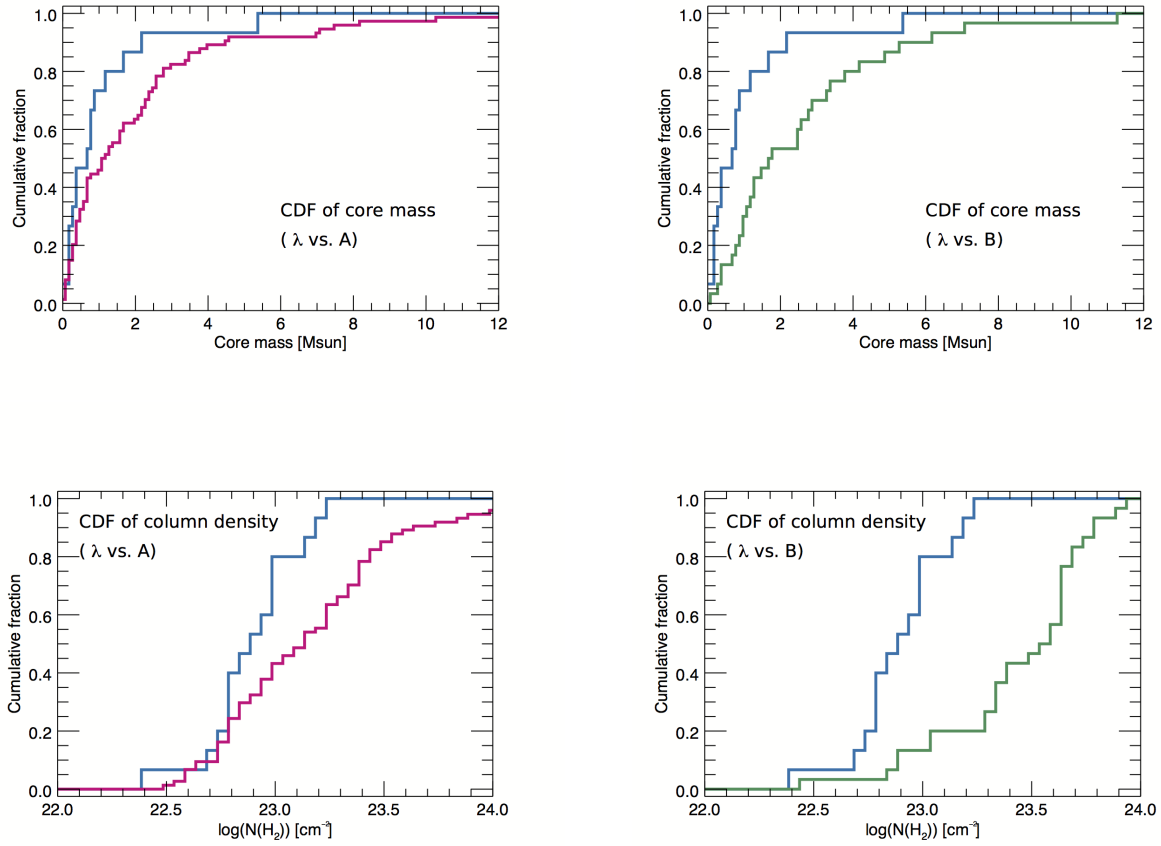 1.0
0.8
0.6
0.4
0.2
0.0
Cumulative fraction
CDF of core mass
( λ vs. A)
0 2 4 6 8 10 12
Core mass [Msun]
1.0
0.8
0.6
0.4
0.2
0.0
Cumulative fraction
CDF of core mass
( λ vs. B)
0 2 4 6 8 10 12
Core mass [Msun]
1.0
0.8
0.6
0.4
0.2
0.0
Cumulative fraction
CDF of column density
( λ vs. A)
22.0 22.5 23.0 23.5 24.0
log(N(H₂)) [cm⁻²]
1.0
0.8
0.6
0.4
0.2
0.0
Cumulative fraction
CDF of column density
( λ vs. B)
22.0 22.5 23.0 23.5 24.0
log(N(H₂)) [cm⁻²]